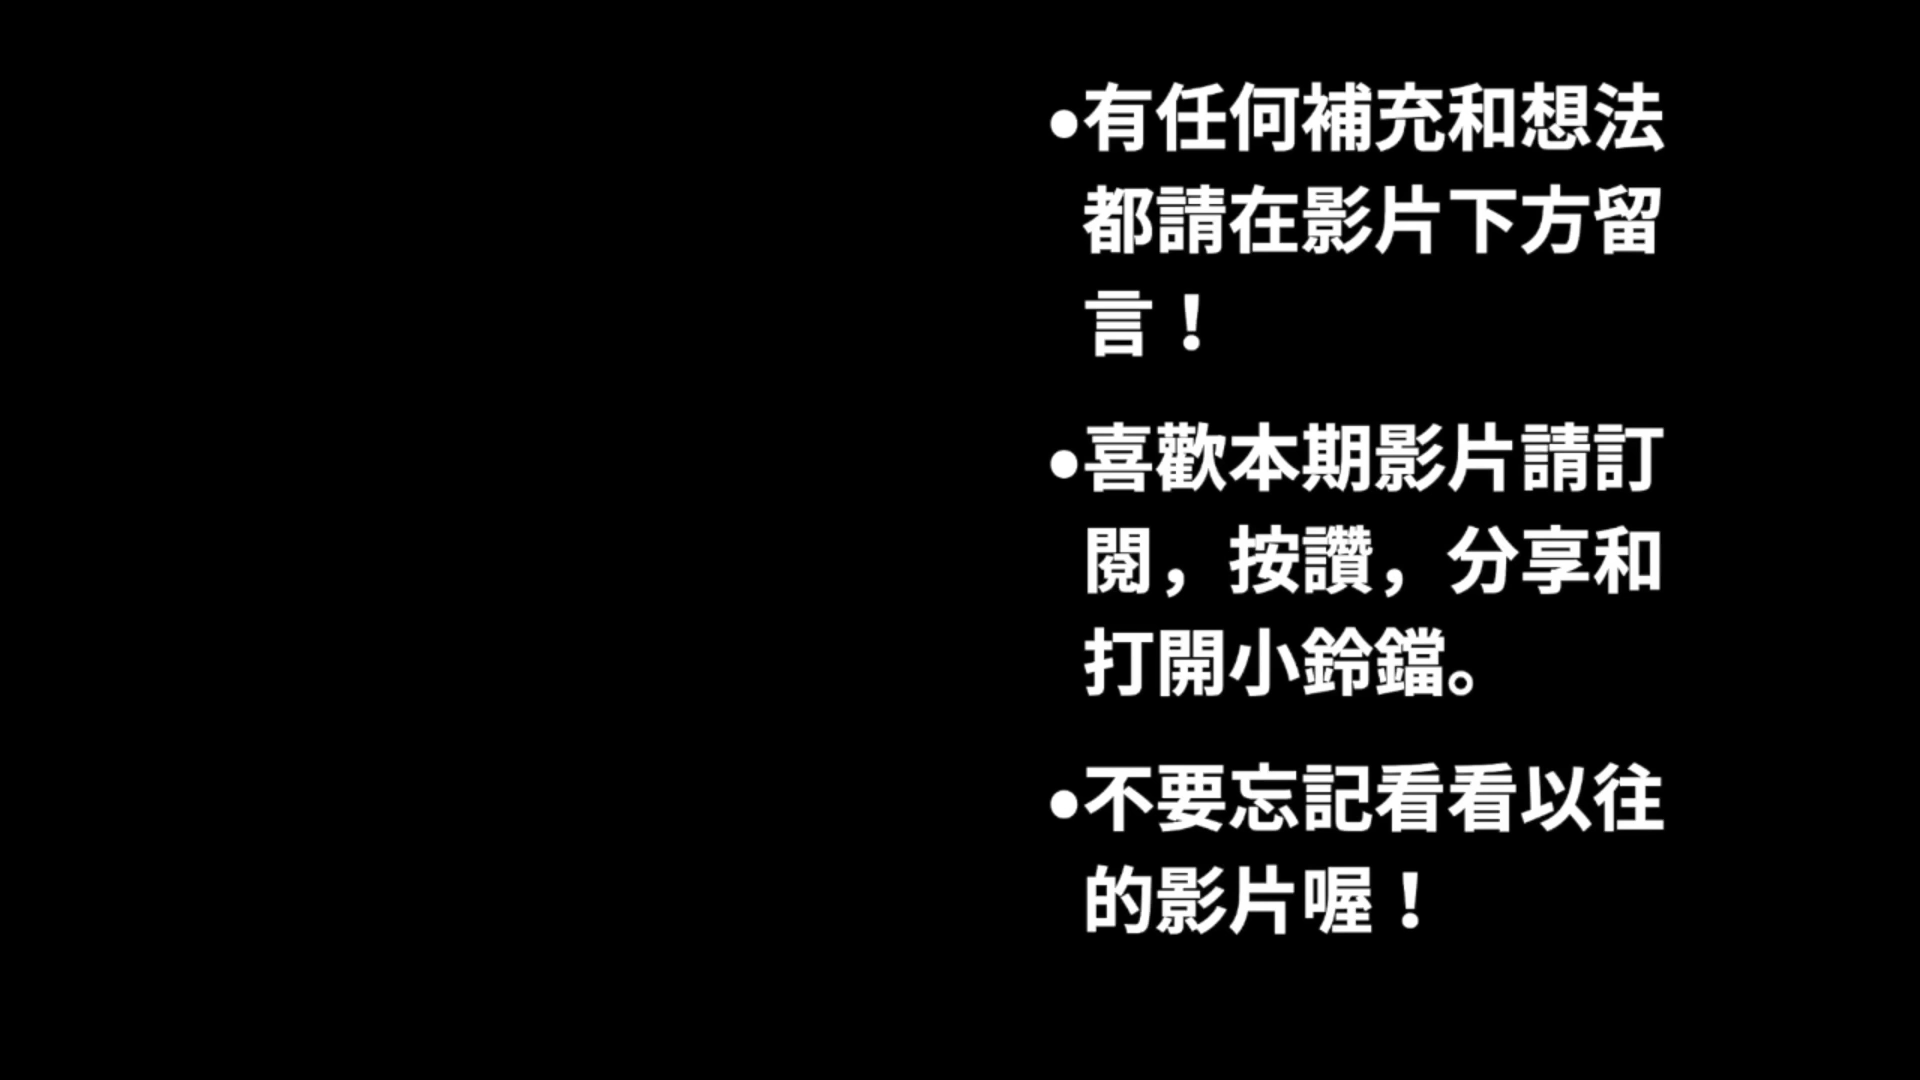 •有任何補充和想法
都請在影片下方留
言！
•喜歡本期影片請訂
閱，按讚，分享和
打開小鈴鐺。
•不要忘記看看以往
的影片喔！